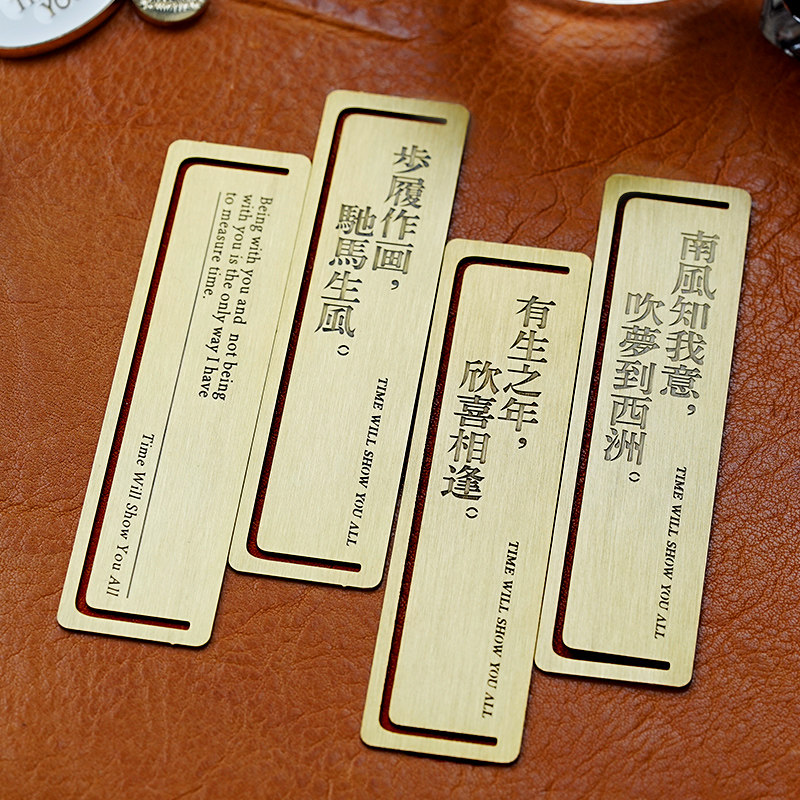 Being with you and not being
with you is the only way I have
to measure time.
Time Will Show You All
步履作画，
馳馬生風。
TIME WILL SHOW YOU ALL
有生之年，
欣喜相逢。
TIME WILL SHOW YOU ALL
南風知我意，
吹夢到西洲。
TIME WILL SHOW YOU ALL